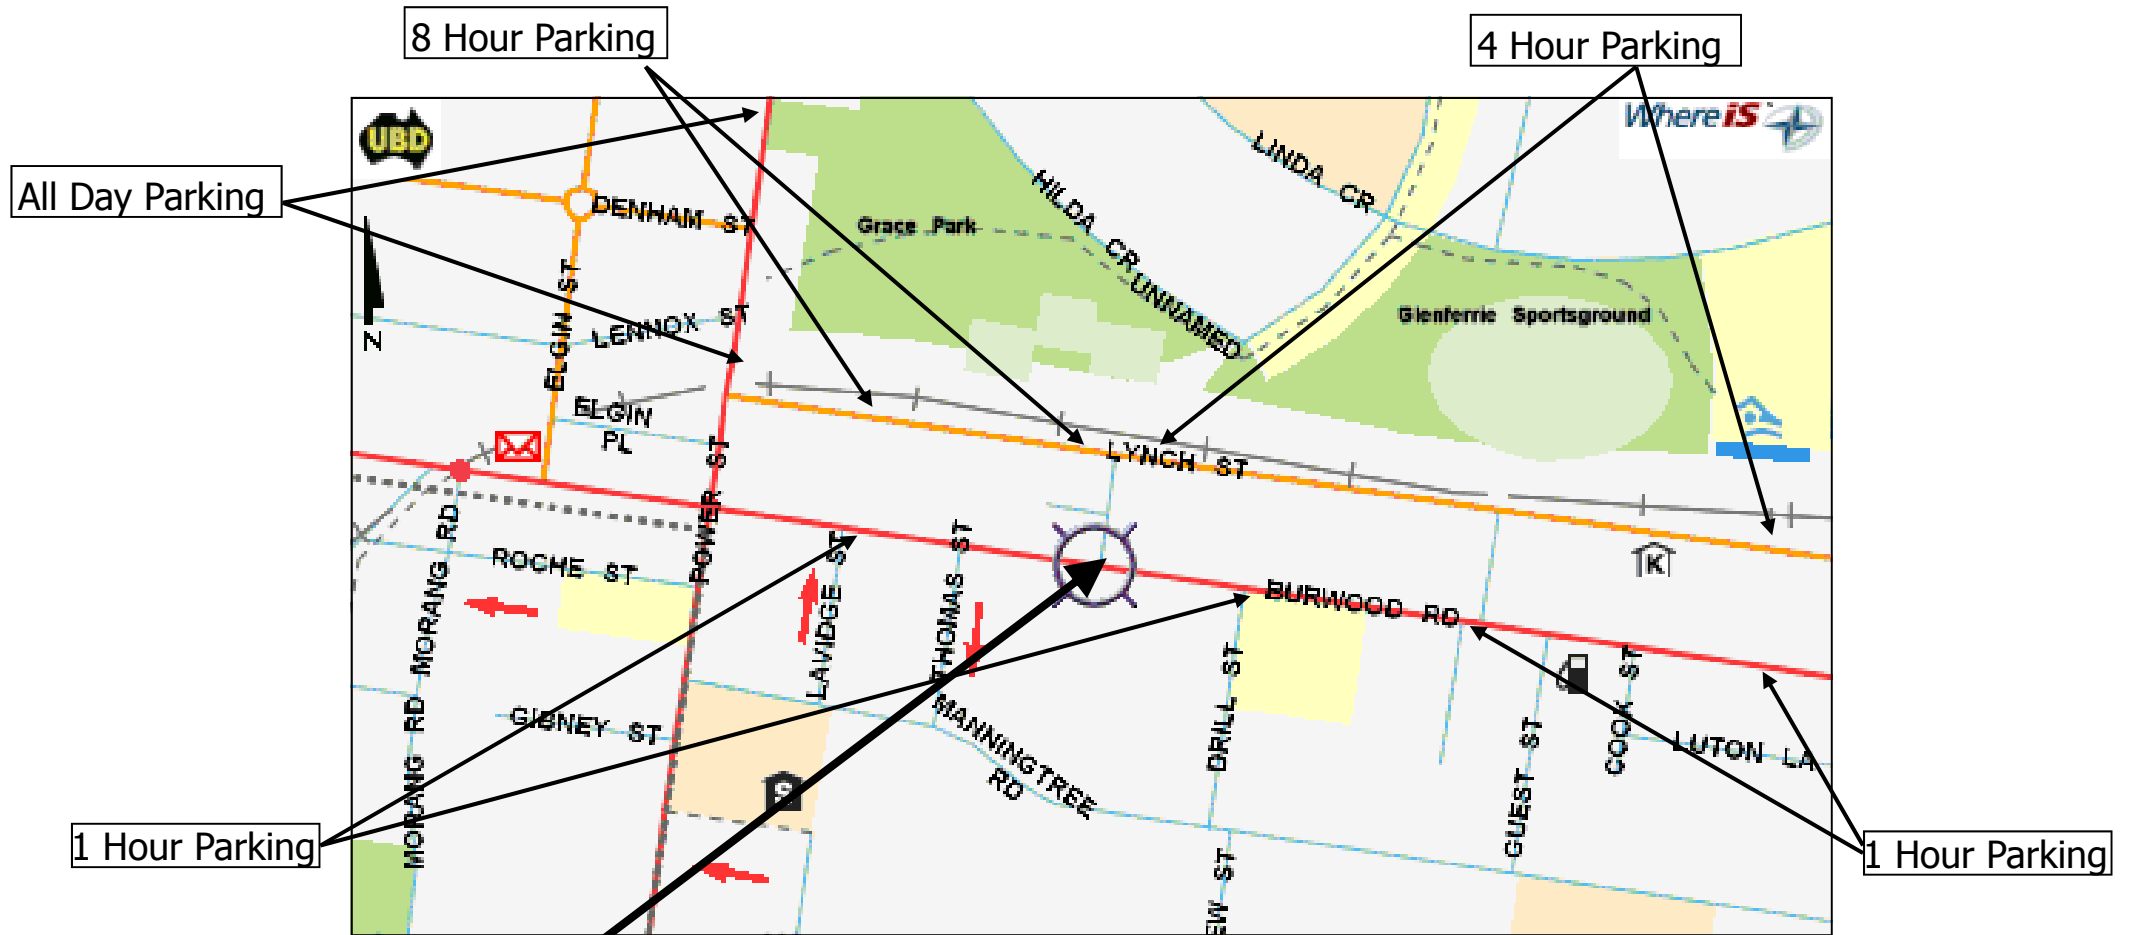 8 Hour Parking
4 Hour Parking
UBD
Whereis
All Day Parking
DENHAM ST
LINDA CR
HILDA CR
Grace Park
UNNAMED
ELGIN ST
LENNOX ST
Glenferrie Sportsground
N
ELGIN
PL
POWER ST
LYNCH ST
MORANG RD
ROCHE ST
K
LAVIDGE ST
THOMAS ST
BURWOOD RD
MORANG RD
GIBNEY ST
MANNINGTREE
RD
DRILL ST
GUEST ST
COOK ST
LUTON LA
S
1 Hour Parking
1 Hour Parking
EW ST